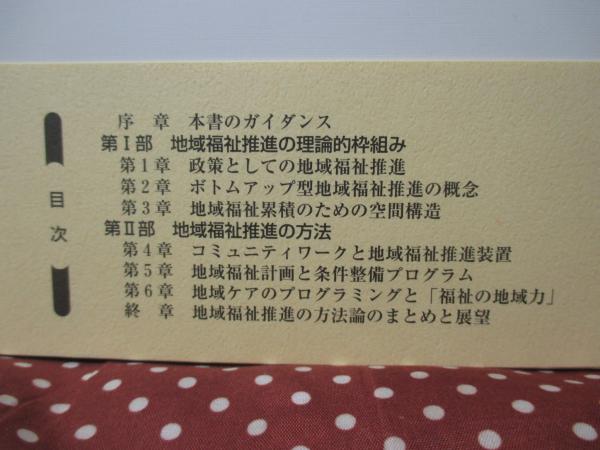 目次
序章 本書のガイダンス
第Ⅰ部 地域福祉推進の理論的枠組み
第1章 政策としての地域福祉推進
第2章 ボトムアップ型地域福祉推進の概念
第3章 地域福祉累積のための空間構造
第Ⅱ部 地域福祉推進の方法
第4章 コミュニティワークと地域福祉推進装置
第5章 地域福祉計画と条件整備プログラム
第6章 地域ケアのプログラミングと「福祉の地域力」
終章 地域福祉推進の方法論のまとめと展望